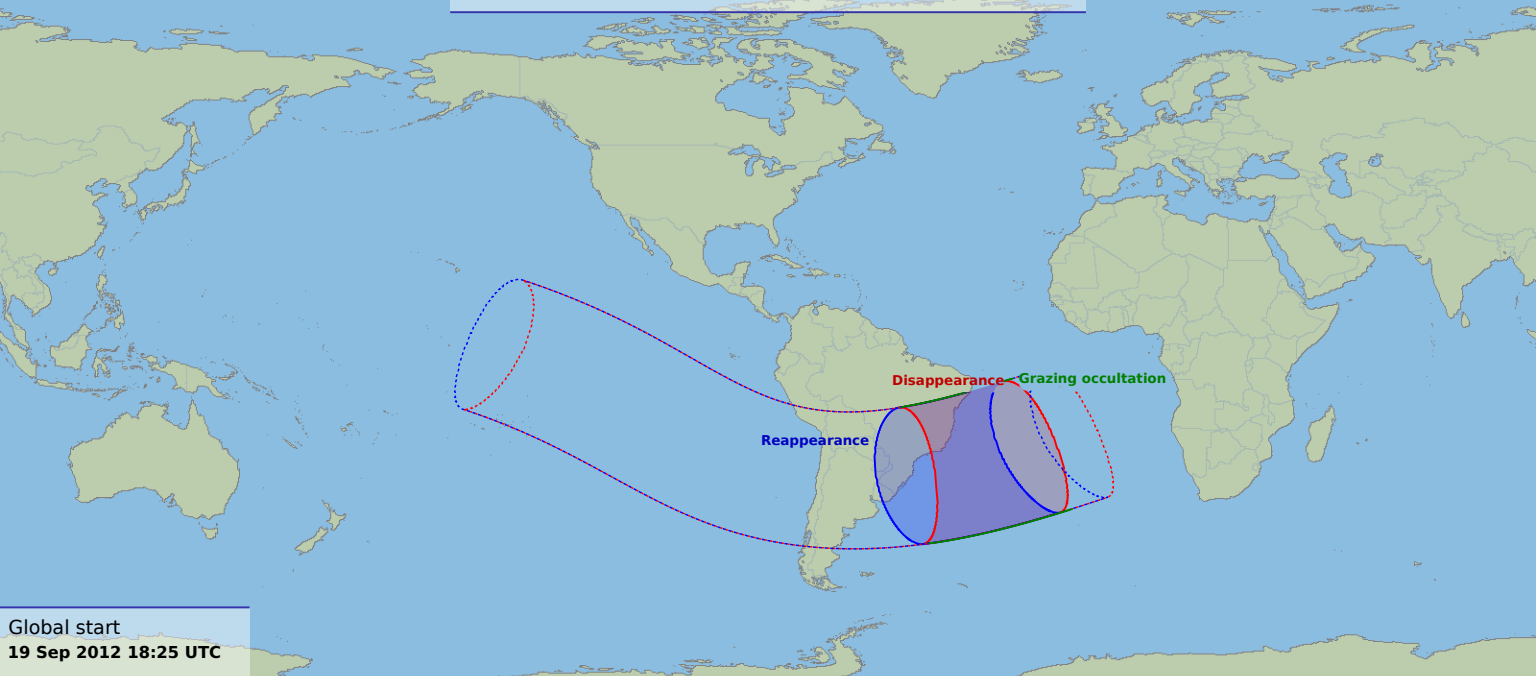 Disappearance
Grazing occultation
Reappearance
Global start
19 Sep 2012 18:25 UTC